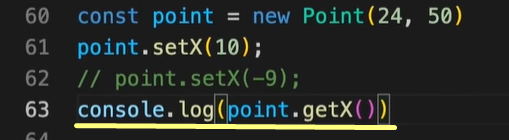 60 const point = new Point(24, 50)
61 point.setX(10);
62 // point.setX(-9);
63 console.log(point.getX())